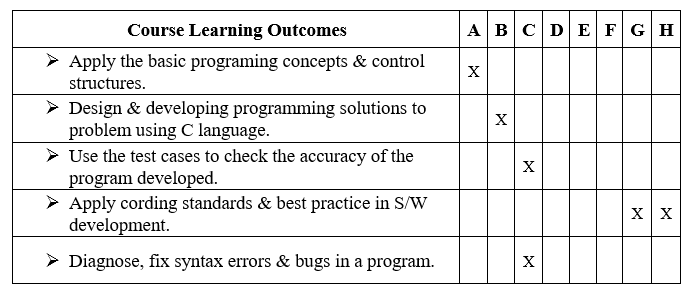 Course Learning Outcomes A B C D E F G H
➢ Apply the basic programing concepts & control
structures. X
➢ Design & developing programming solutions to
problem using C language. X
➢ Use the test cases to check the accuracy of the
program developed. X
➢ Apply cording standards & best practice in S/W
development. X X
➢ Diagnose, fix syntax errors & bugs in a program. X